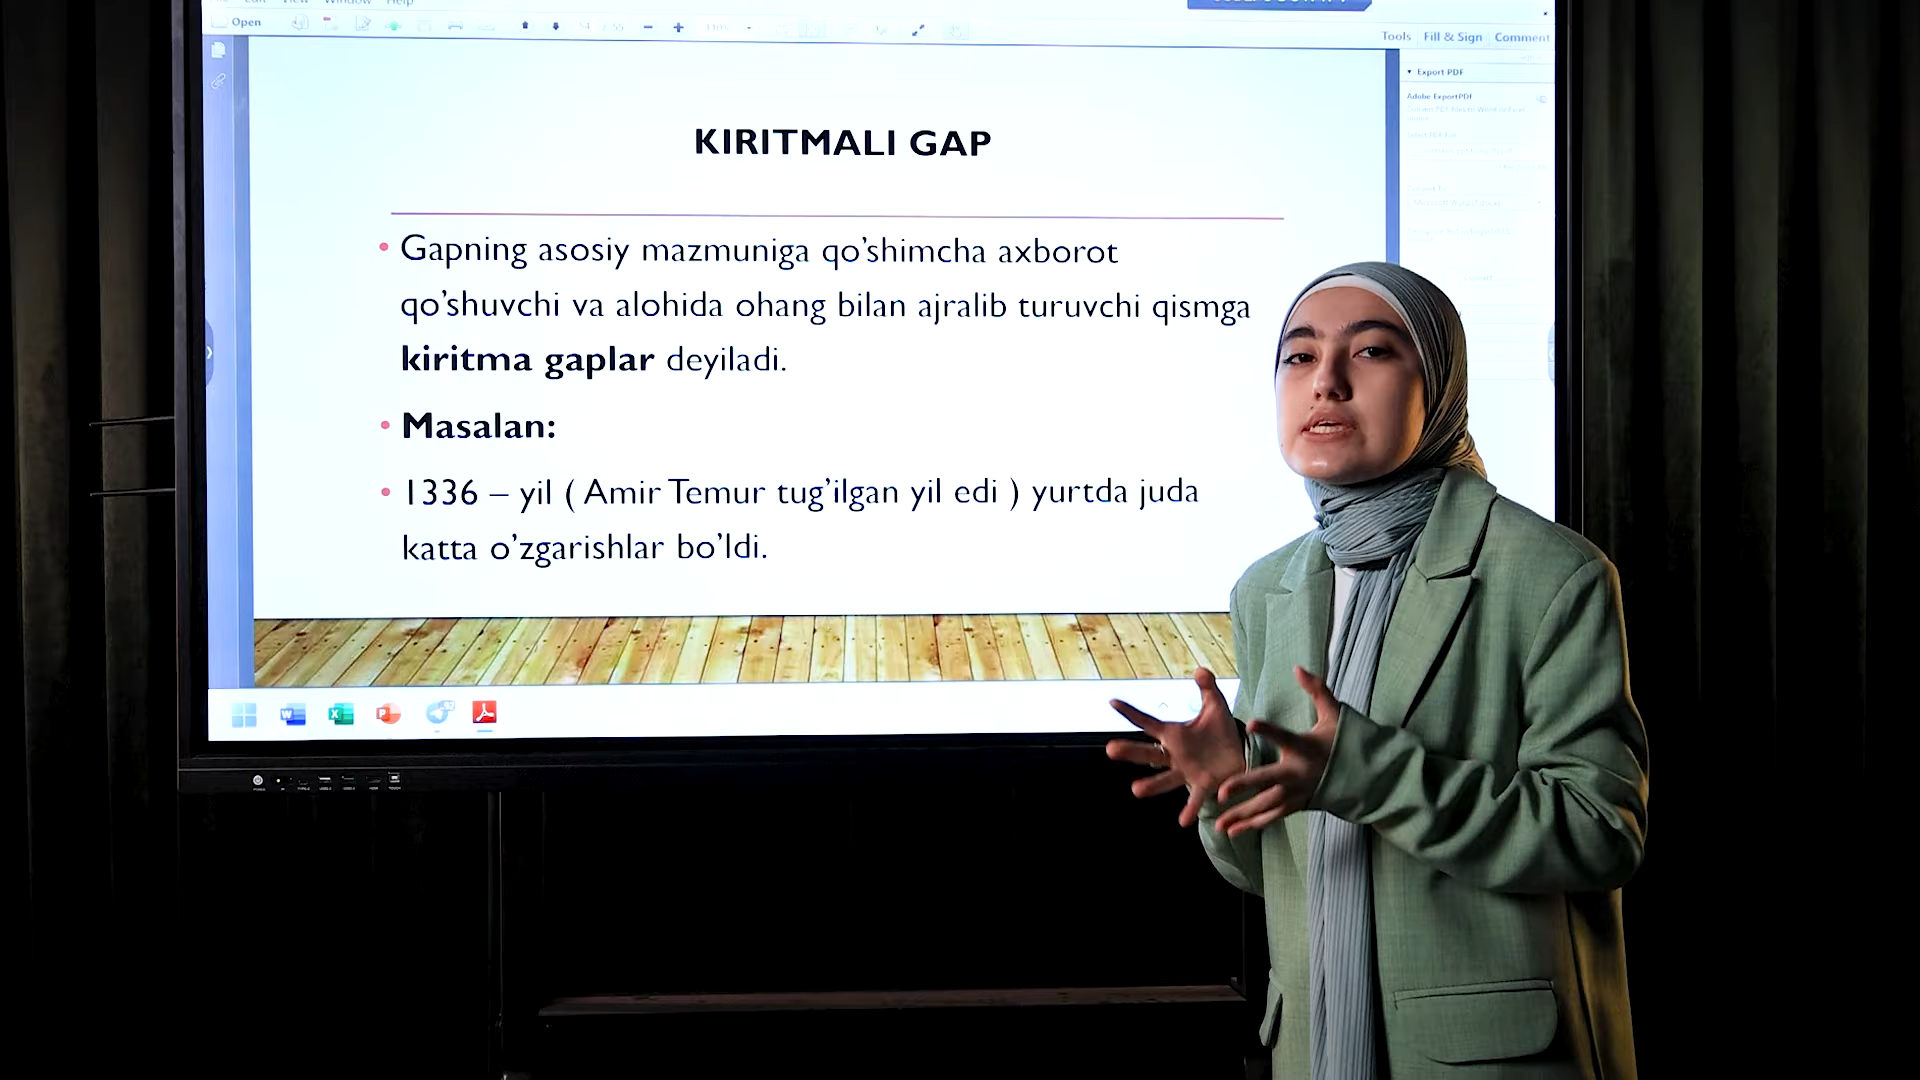 Open
Tools Fill & Sign Comment
Export PDF
Adobe ExportPDF
KIRITMALI GAP
• Gapning asosiy mazmuniga qo’shimcha axborot
qo’shuvchi va alohida ohang bilan ajralib turuvchi qismga
kiritma gaplar deyiladi.
• Masalan:
• 1336 – yil ( Amir Temur tug’ilgan yil edi ) yurtda juda
katta o’zgarishlar bo’ldi.